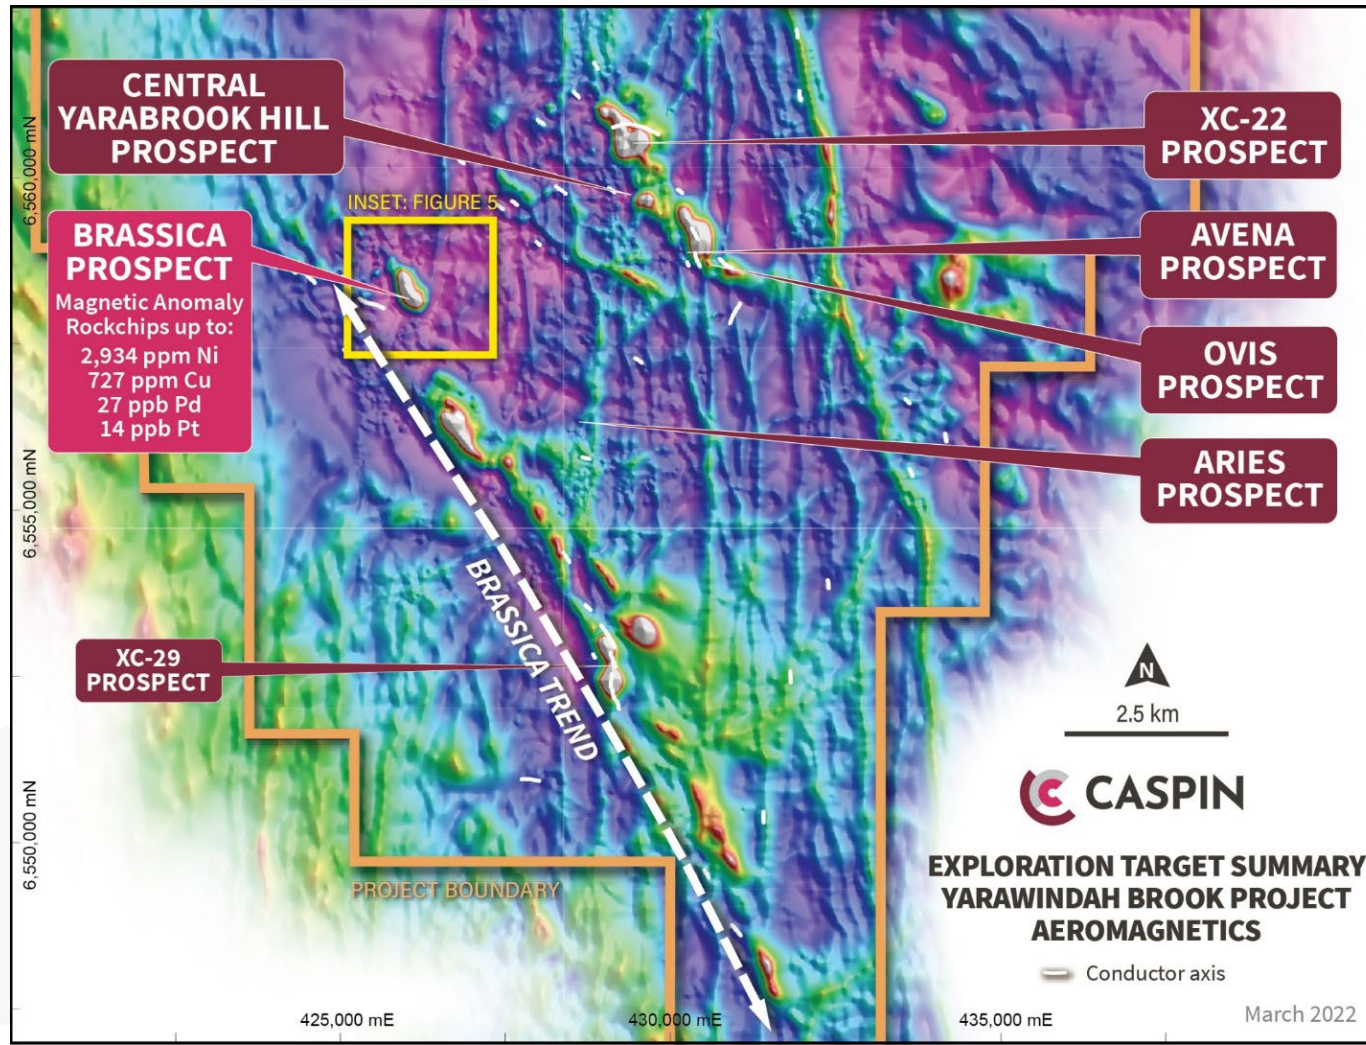 CENTRAL
YARABROOK HILL
PROSPECT
XC-22
PROSPECT
6,560,000 mN
INSET: FIGURE 5
BRASSICA
PROSPECT
Magnetic Anomaly
Rockchips up to:
2,934 ppm Ni
727 ppm Cu
27 ppb Pd
14 ppb Pt
AVENA
PROSPECT
OVIS
PROSPECT
ARIES
PROSPECT
6,555,000 mN
BRASSICA TREND
XC-29
PROSPECT
N
2.5 km
CASPIN
6,550,000 mN
PROJECT BOUNDARY
EXPLORATION TARGET SUMMARY
YARAWINDAH BROOK PROJECT
AEROMAGNETICS
Conductor axis
425,000 mE
430,000 mE
435,000 mE
March 2022